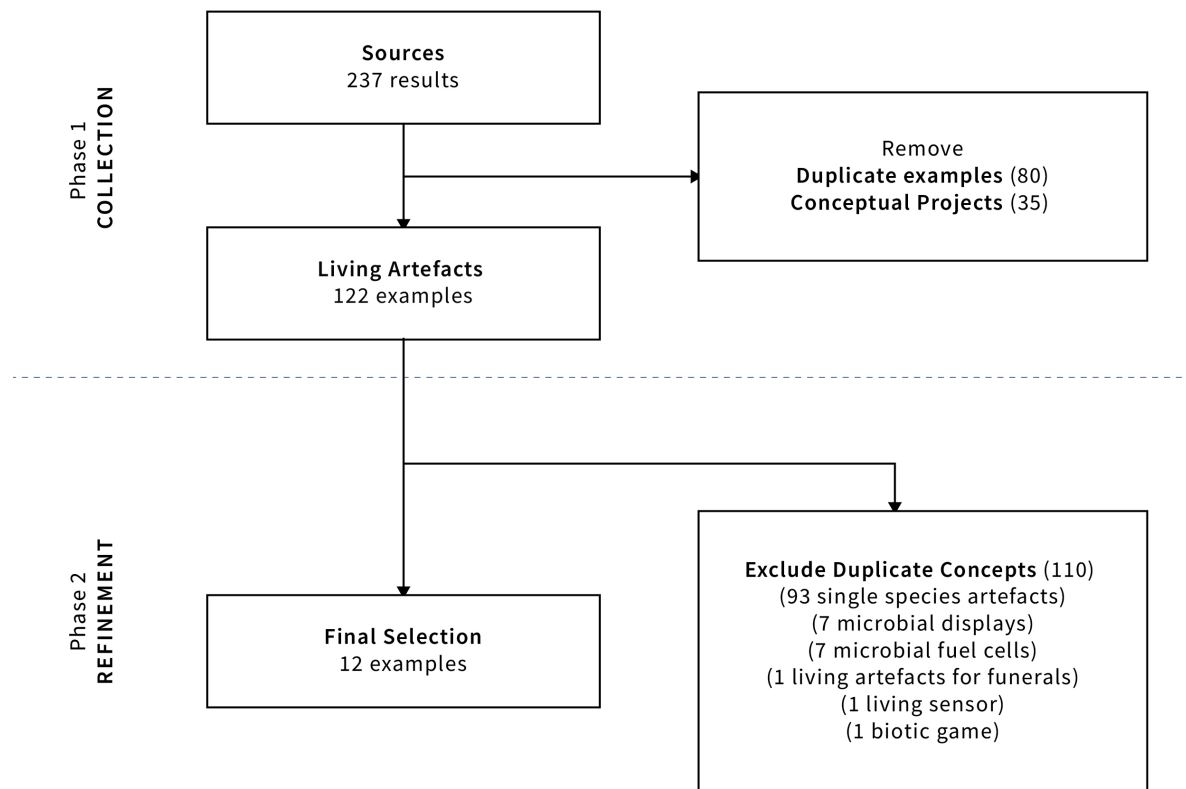 Phase 1
COLLECTION
Sources
237 results
Remove
Duplicate examples (80)
Conceptual Projects (35)
Living Artefacts
122 examples
Phase 2
REFINEMENT
Final Selection
12 examples
Exclude Duplicate Concepts (110)
(93 single species artefacts)
(7 microbial displays)
(7 microbial fuel cells)
(1 living artefacts for funerals)
(1 living sensor)
(1 biotic game)